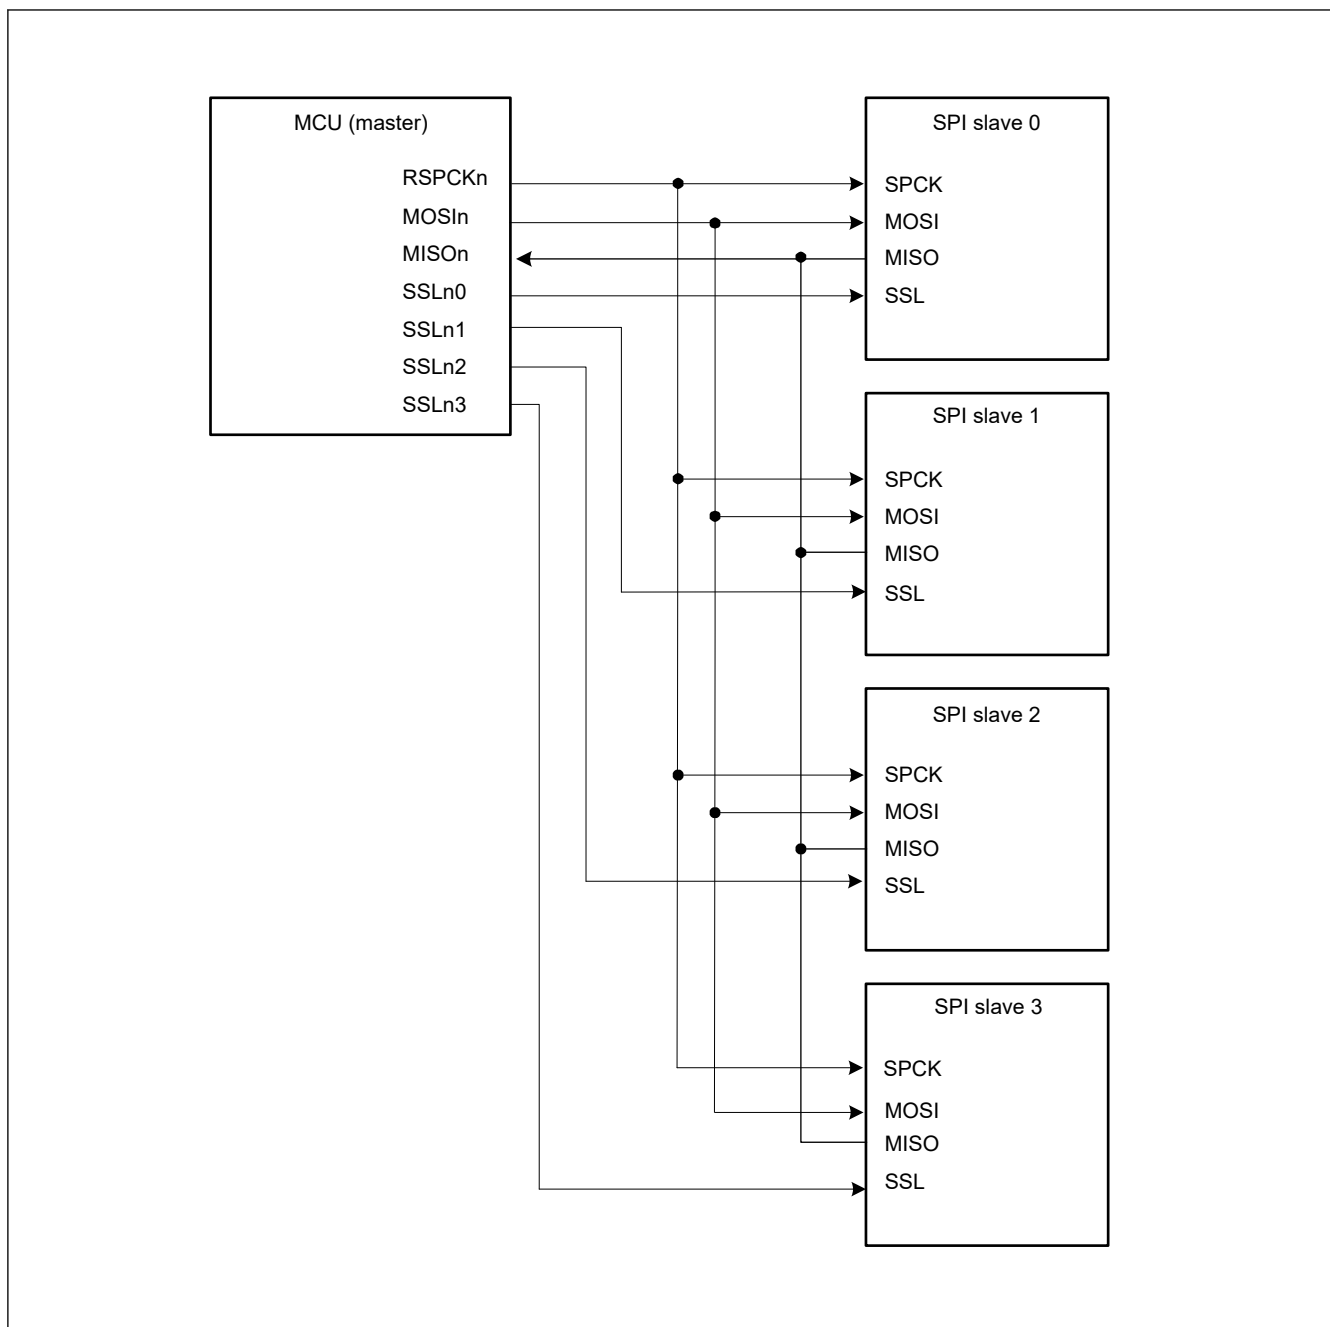 MCU (master)
RSPCKn
MOSIn
MISOn
SSLn0
SSLn1
SSLn2
SSLn3
SPI slave 0
SPCK
MOSI
MISO
SSL
SPI slave 1
SPCK
MOSI
MISO
SSL
SPI slave 2
SPCK
MOSI
MISO
SSL
SPI slave 3
SPCK
MOSI
MISO
SSL